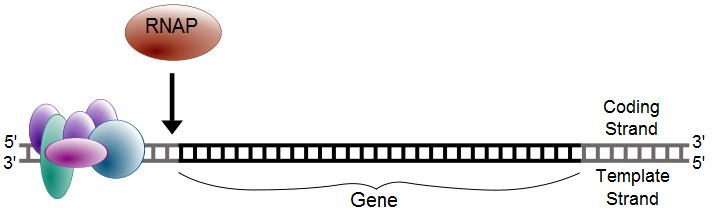 RNAP
Coding
Strand
5' 3'
3' 5'
Template
Strand
Gene